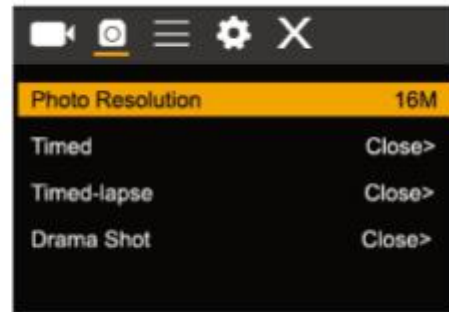 Photo Resolution 16M
Timed Close>
Timed-lapse Close>
Drama Shot Close>